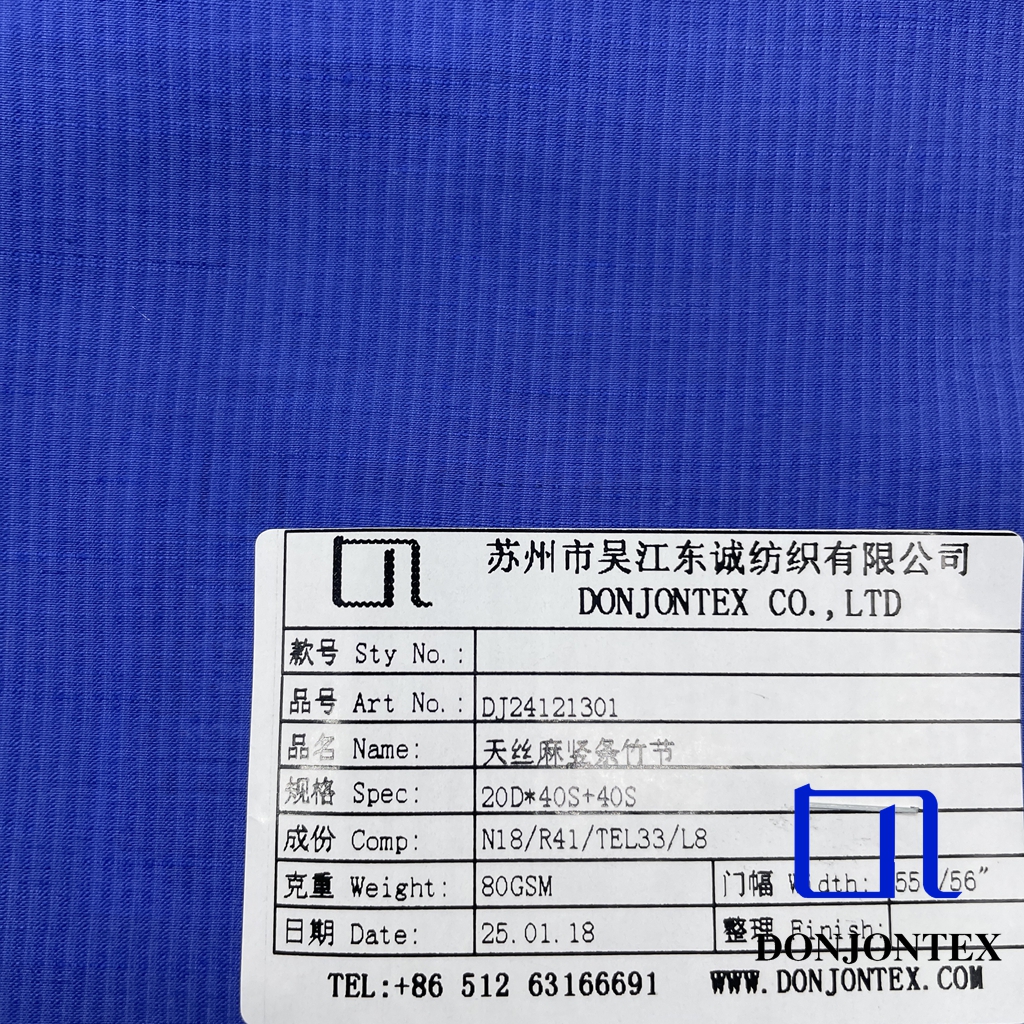 苏州市吴江东诚纺织有限公司
DONJONTEX CO.,LTD
款号 Sty No.:
品号 Art No.: DJ24121301
品名 Name: 天丝麻竖条竹节
规格 Spec: 20D*40S+40S
成份 Comp: N18/R41/TEL33/L8
克重 Weight: 80GSM 门幅 Width: 55"/56"
日期 Date: 25.01.18 整理 Finish:
DONJONTEX
TEL:+86 512 63166691 WWW.DONJONTEX.COM